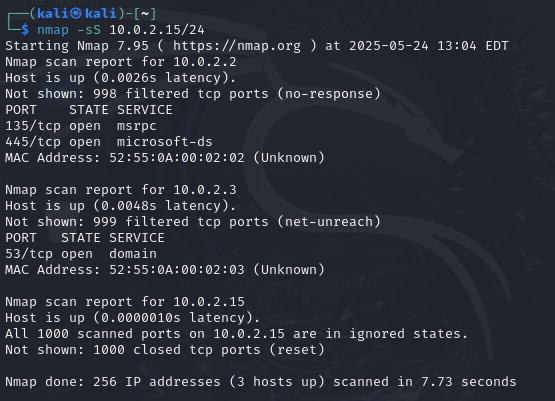 ┌──(kali㉿kali)-[~]
└─$ nmap -sS 10.0.2.15/24
Starting Nmap 7.95 ( https://nmap.org ) at 2025-05-24 13:04 EDT
Nmap scan report for 10.0.2.2
Host is up (0.0026s latency).
Not shown: 998 filtered tcp ports (no-response)
PORT    STATE SERVICE
135/tcp open  msrpc
445/tcp open  microsoft-ds
MAC Address: 52:55:0A:00:02:02 (Unknown)

Nmap scan report for 10.0.2.3
Host is up (0.0048s latency).
Not shown: 999 filtered tcp ports (net-unreach)
PORT   STATE SERVICE
53/tcp open  domain
MAC Address: 52:55:0A:00:02:03 (Unknown)

Nmap scan report for 10.0.2.15
Host is up (0.0000010s latency).
All 1000 scanned ports on 10.0.2.15 are in ignored states.
Not shown: 1000 closed tcp ports (reset)

Nmap done: 256 IP addresses (3 hosts up) scanned in 7.73 seconds